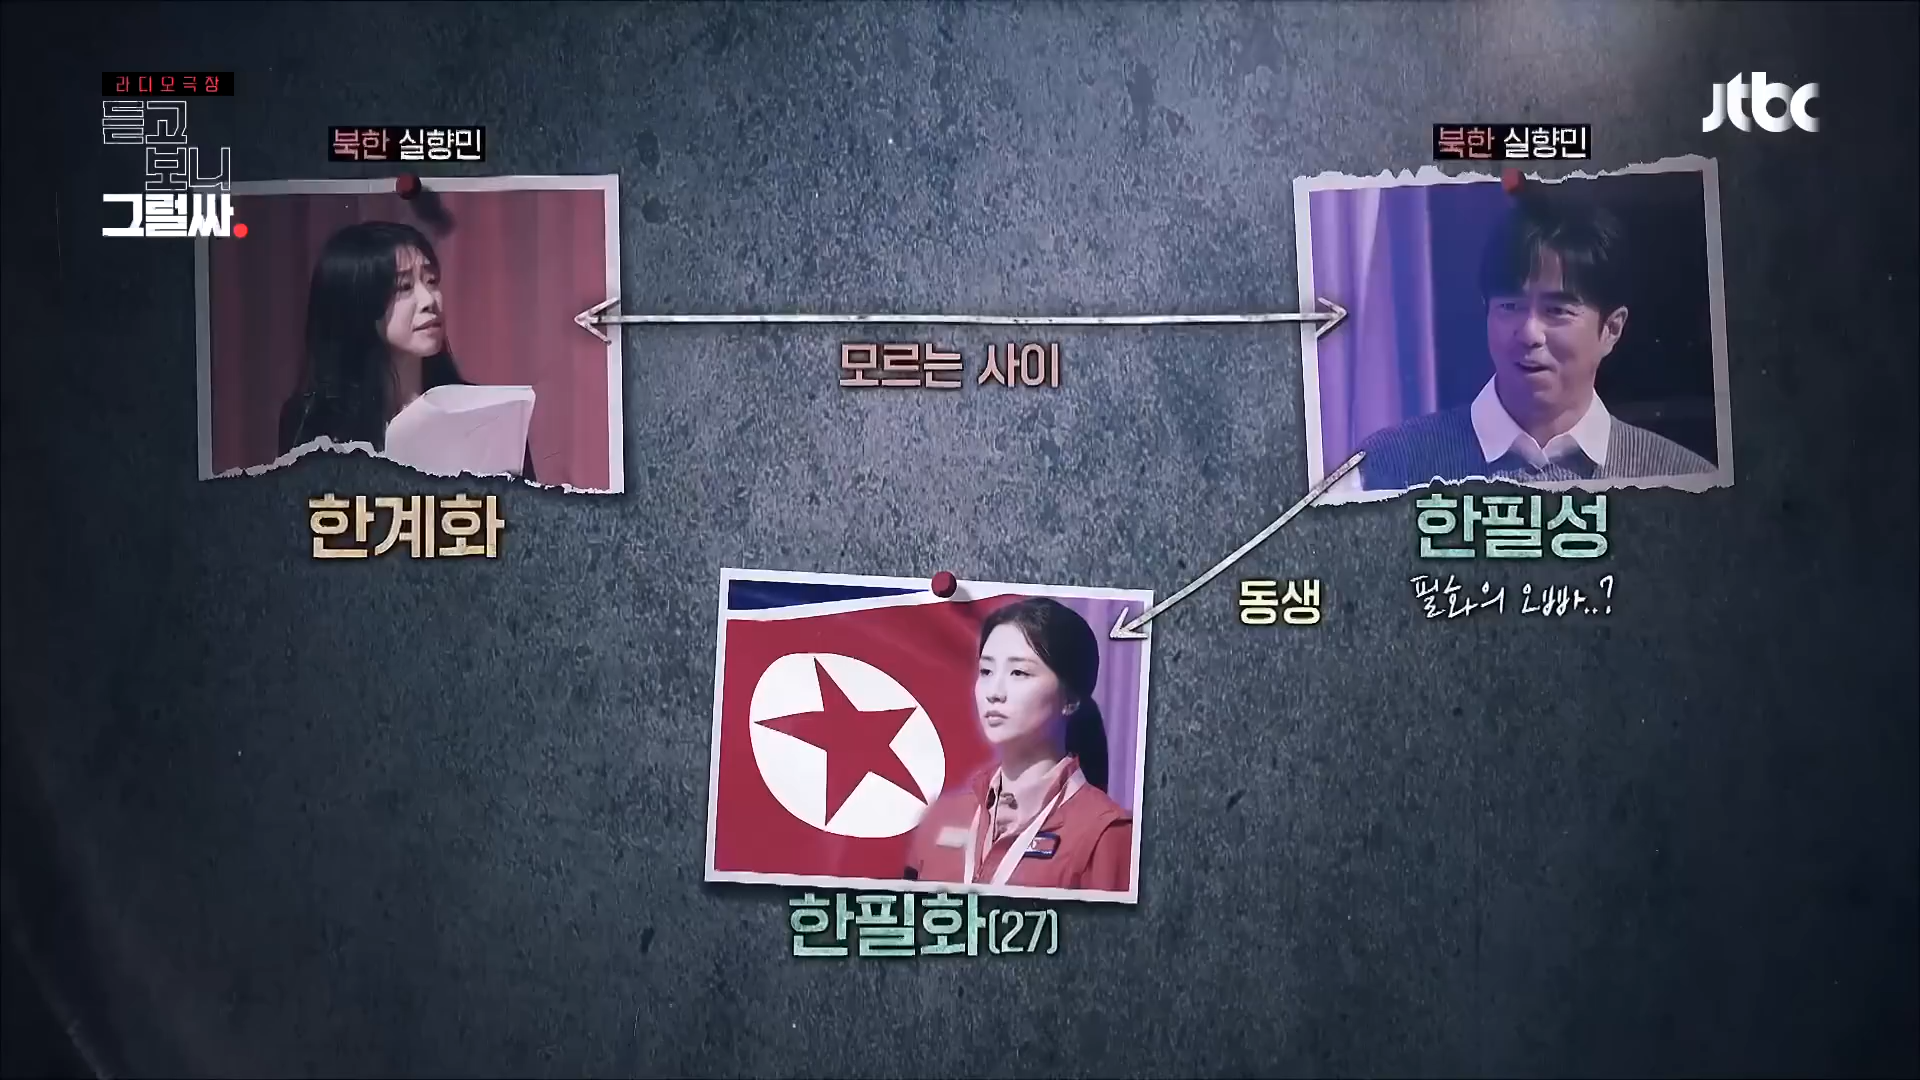 라디오극장
듣고
보니
그럴싸.
jtbc
북한 실향민
북한 실향민
모르는 사이
한계화
한필성
필화의 오빠..?
동생
한필화(27)